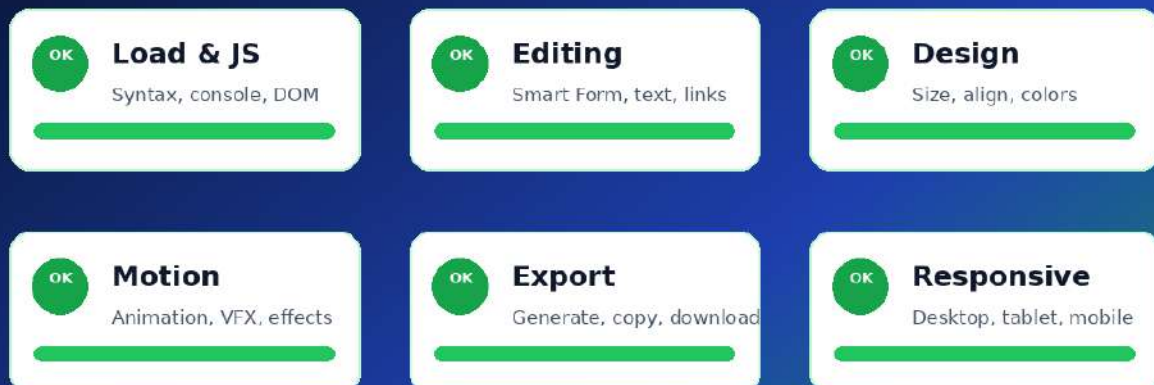 OK
Load & JS
Syntax, console, DOM
OK
Editing
Smart Form, text, links
OK
Design
Size, align, colors
OK
Motion
Animation, VFX, effects
OK
Export
Generate, copy, download
OK
Responsive
Desktop, tablet, mobile